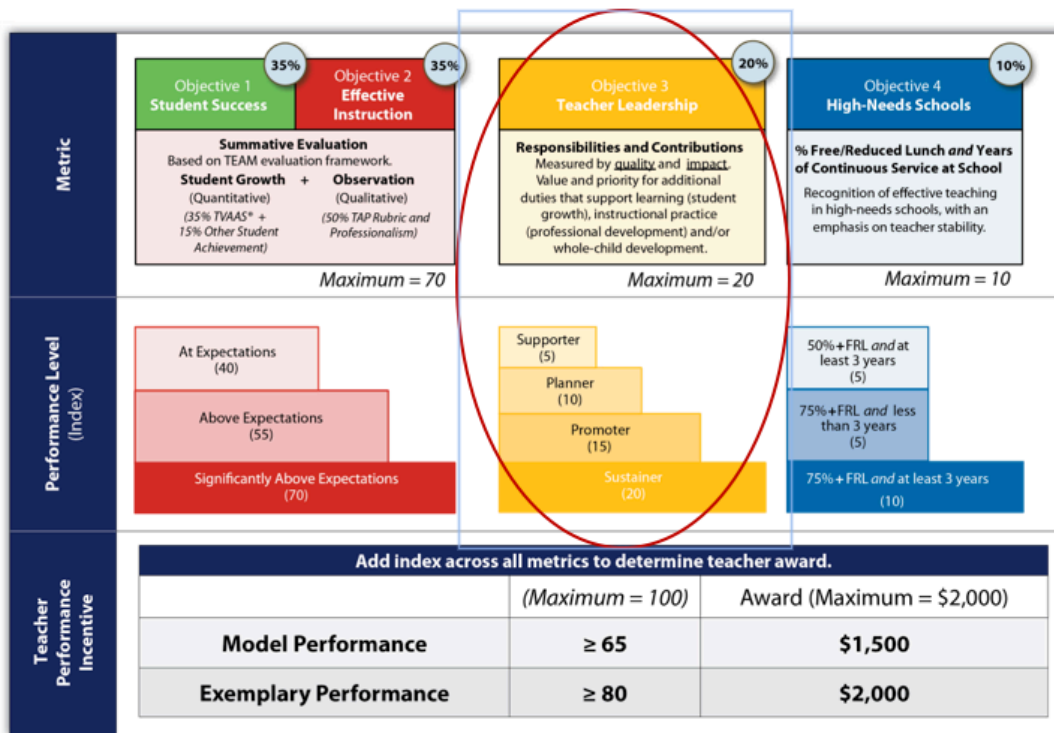 Metric
35%
Objective 1
Student Success
35%
Objective 2
Effective
Instruction
Summative Evaluation
Based on TEAM evaluation framework.
Student Growth + Observation
(Quantitative) (Qualitative)
(35% TVAAS* +
15% Other Student
Achievement)
(50% TAP Rubric and
Professionalism)
Maximum = 70
20%
Objective 3
Teacher Leadership
Responsibilities and Contributions
Measured by quality and impact.
Value and priority for additional
duties that support learning (student
growth), instructional practice
(professional development) and/or
whole-child development.
Maximum = 20
10%
Objective 4
High-Needs Schools
% Free/Reduced Lunch and Years
of Continuous Service at School
Recognition of effective teaching
in high-needs schools, with an
emphasis on teacher stability.
Maximum = 10
Performance Level
(Index)
At Expectations
(40)
Above Expectations
(55)
Significantly Above Expectations
(70)
Supporter
(5)
Planner
(10)
Promoter
(15)
Sustainer
(20)
50%+FRL and at
least 3 years
(5)
75%+FRL and less
than 3 years
(5)
75%+FRL and at least 3 years
(10)
Teacher
Performance
Incentive
Add index across all metrics to determine teacher award.
(Maximum = 100) Award (Maximum = $2,000)
Model Performance ≥ 65 $1,500
Exemplary Performance ≥ 80 $2,000